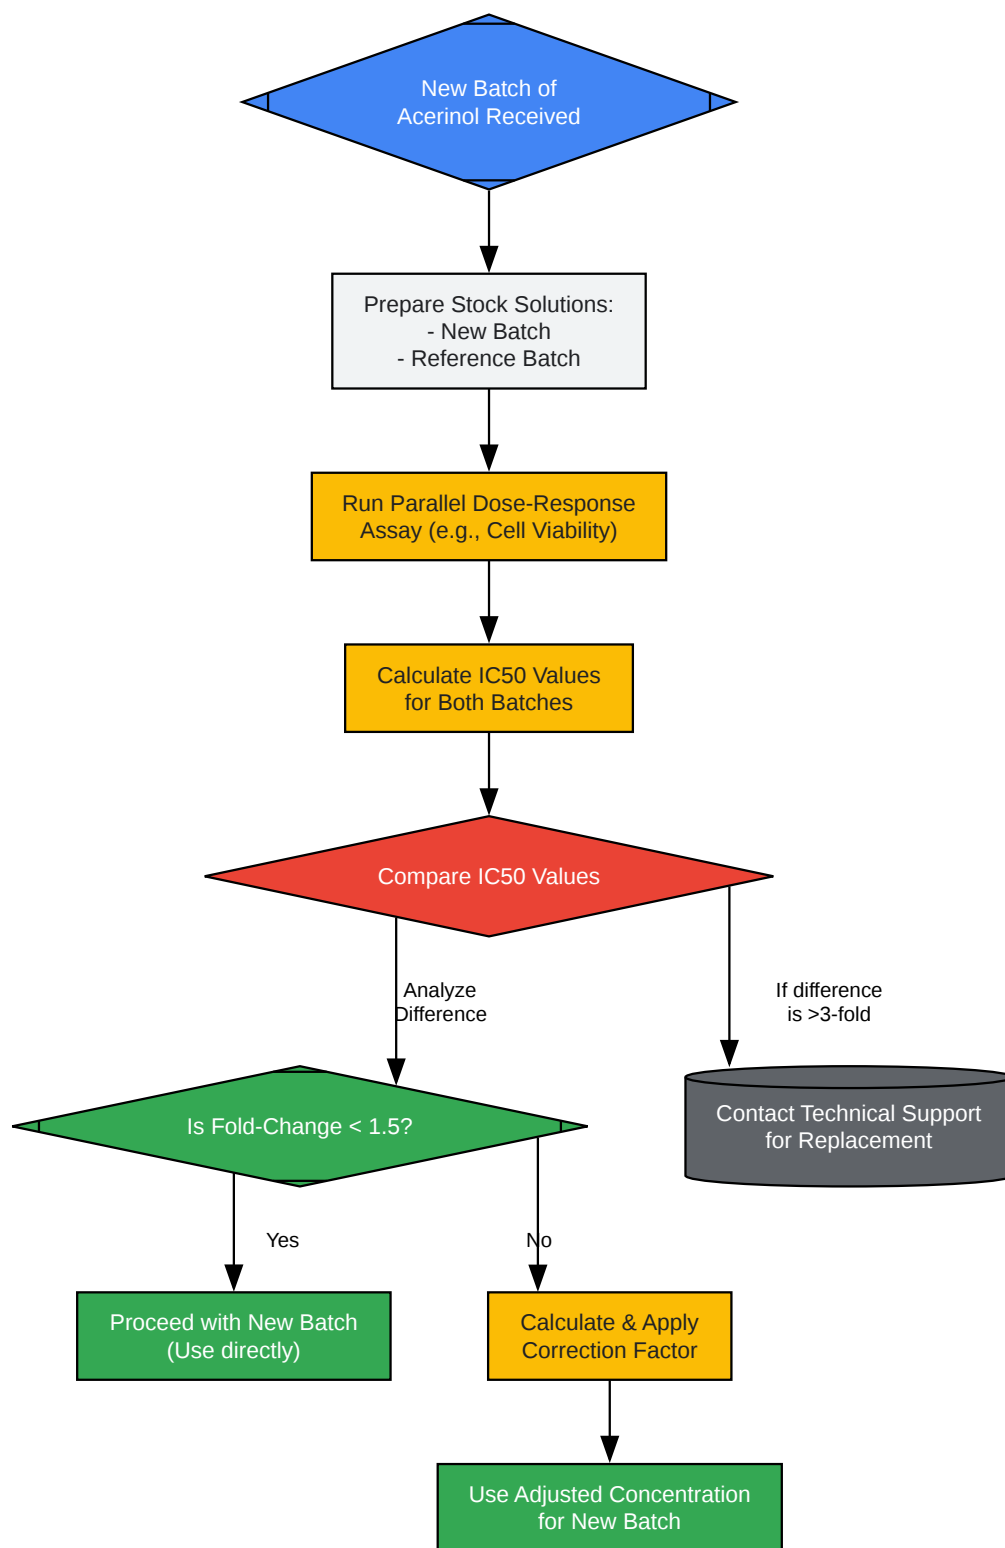 New Batch of
Acerinol Received
Prepare Stock Solutions:
- New Batch
- Reference Batch
Run Parallel Dose-Response
Assay (e.g., Cell Viability)
Calculate IC50 Values
for Both Batches
Compare IC50 Values
Analyze
Difference
If difference
is >3-fold
Is Fold-Change < 1.5?
Contact Technical Support
for Replacement
Yes
No
Proceed with New Batch
(Use directly)
Calculate & Apply
Correction Factor
Use Adjusted Concentration
for New Batch